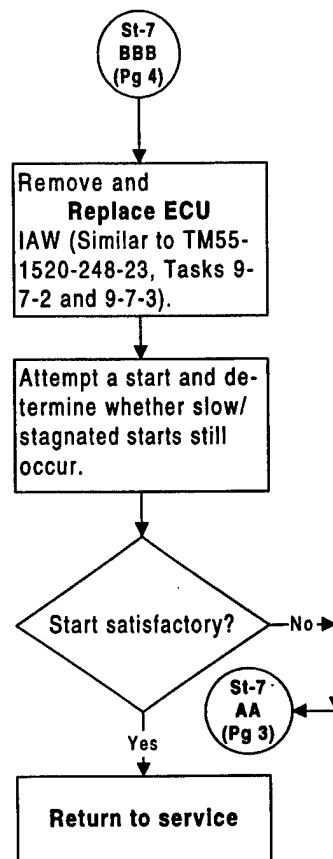 St-7
BBB
(Pg 4)
Remove and
Replace ECU
IAW (Similar to TM55-
1520-248-23, Tasks 9-
7-2 and 9-7-3).
Attempt a start and de-
termine whether slow/
stagnated starts still
occur.
Start satisfactory?
No
St-7
AA
(Pg 3)
Yes
Return to service